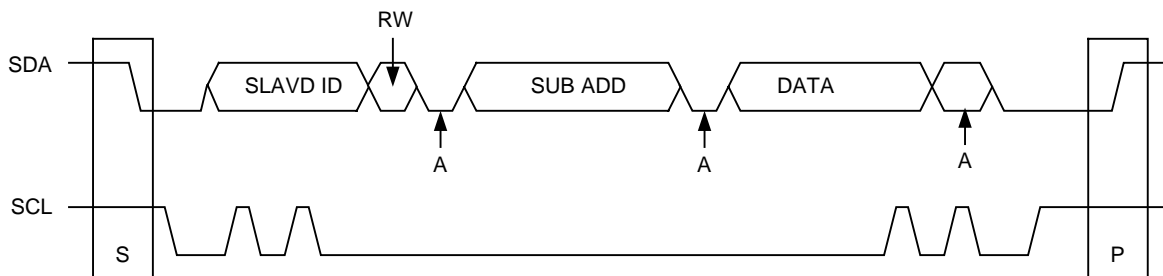 RW
SDA
SLAVD ID
SUB ADD
DATA
A
A
A
SCL
S
P